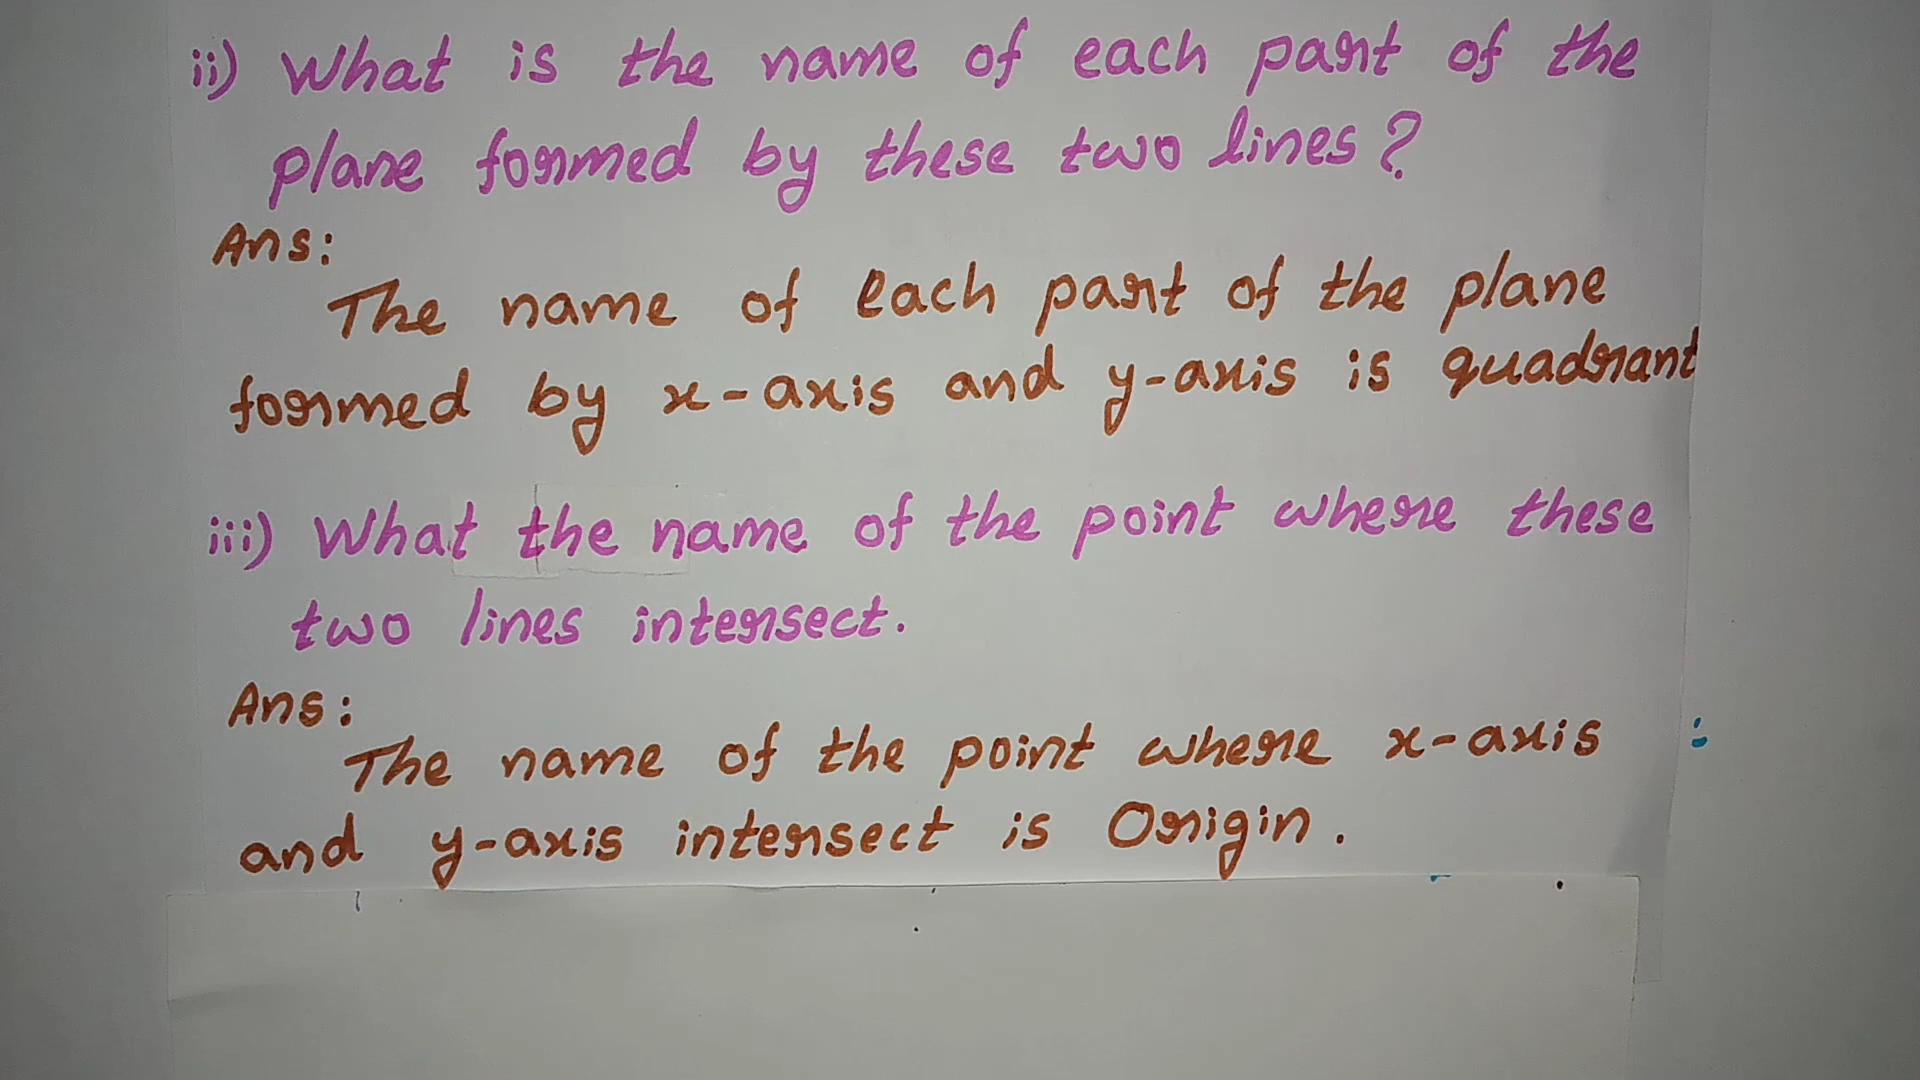 ii) What is the name of each part of the
plane formed by these two lines?
Ans:
The name of each part of the plane
formed by x-axis and y-axis is quadrant
iii) What the name of the point where these
two lines intersect.
Ans:
The name of the point where x-axis
and y-axis intersect is Origin.